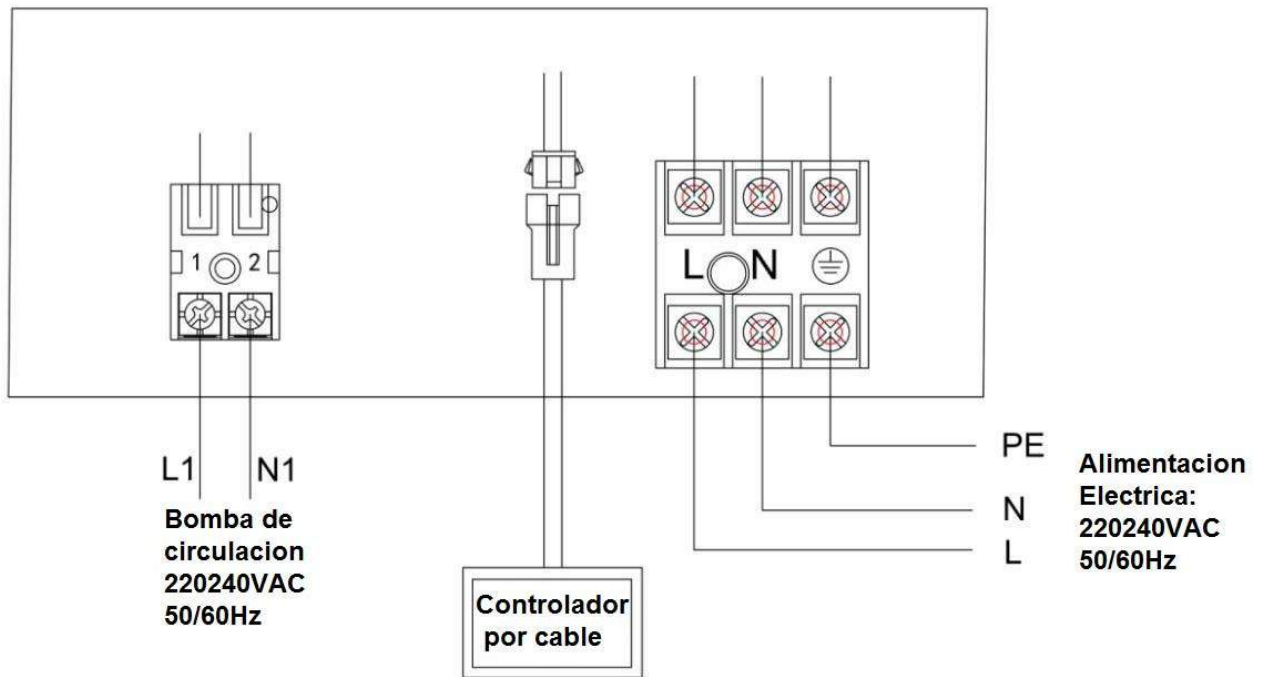 1 2
L N
L1 N1
Bomba de
circulacion
220240VAC
50/60Hz
Controlador
por cable
PE
N
L
Alimentacion
Electrica:
220240VAC
50/60Hz